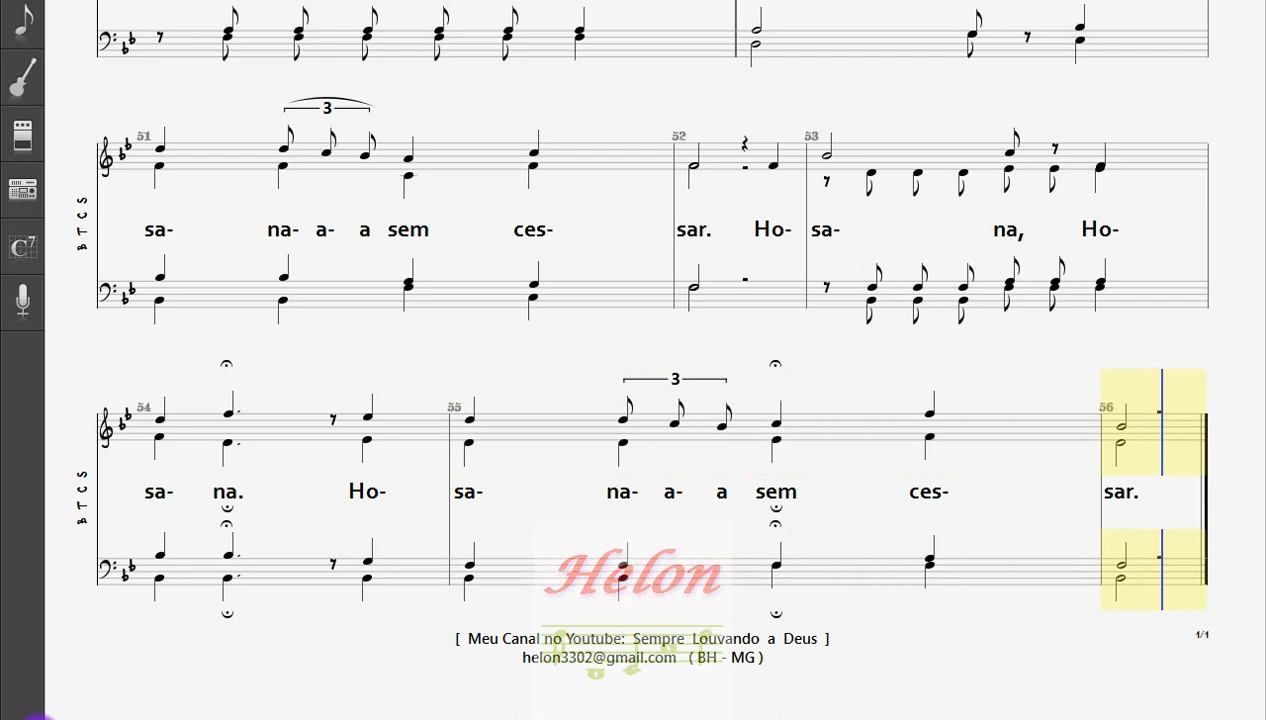 3
51 52 53
sa- na- a- a sem ces- sar. Ho- sa- na, Ho-
B T C S
C7
54 55 3 56
sa- na. Ho- sa- na- a- a sem ces- sar.
B T C S
Helon
[ Meu Canal no Youtube: Sempre Louvando a Deus ]
1/1
helon3302@gmail.com ( BH - MG )